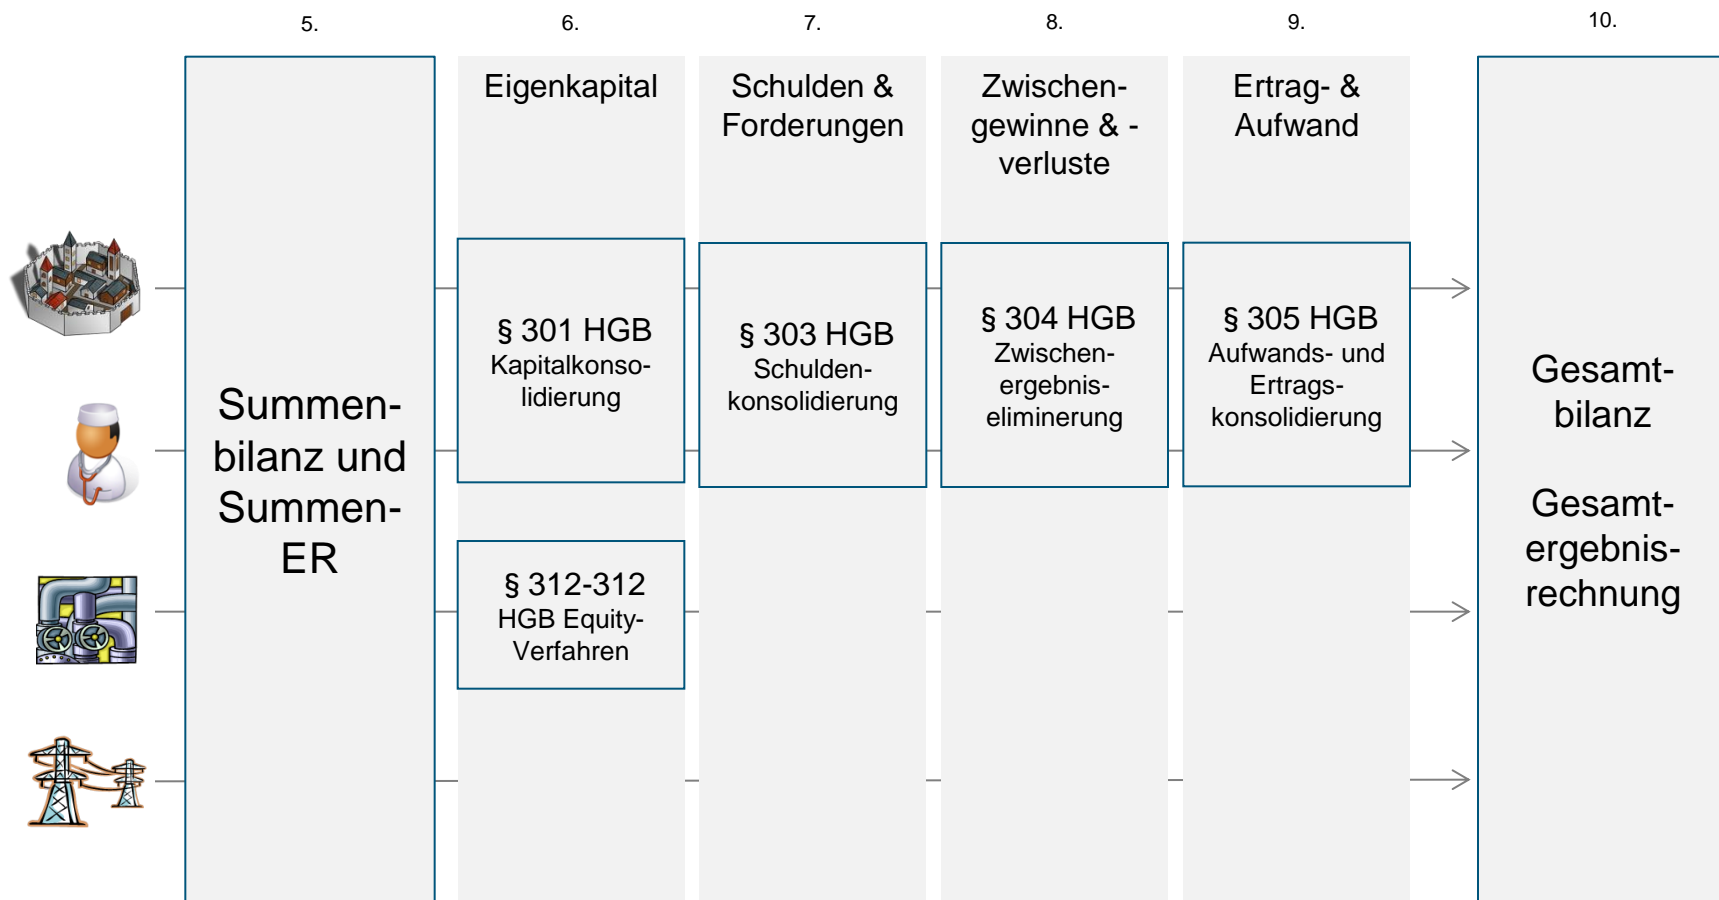 5.
6.
7.
8.
9.
10.
Summen-
bilanz und
Summen-
ER
Eigenkapital
§ 301 HGB
Kapitalkonso-
lidierung
§ 312-312
HGB Equity-
Verfahren
Schulden &
Forderungen
§ 303 HGB
Schulden-
konsolidierung
Zwischen-
gewinne & -
verluste
§ 304 HGB
Zwischen-
ergebnis-
eliminerung
Ertrag- &
Aufwand
§ 305 HGB
Aufwands- und
Ertrags-
konsolidierung
Gesamt-
bilanz
Gesamt-
ergebnis-
rechnung